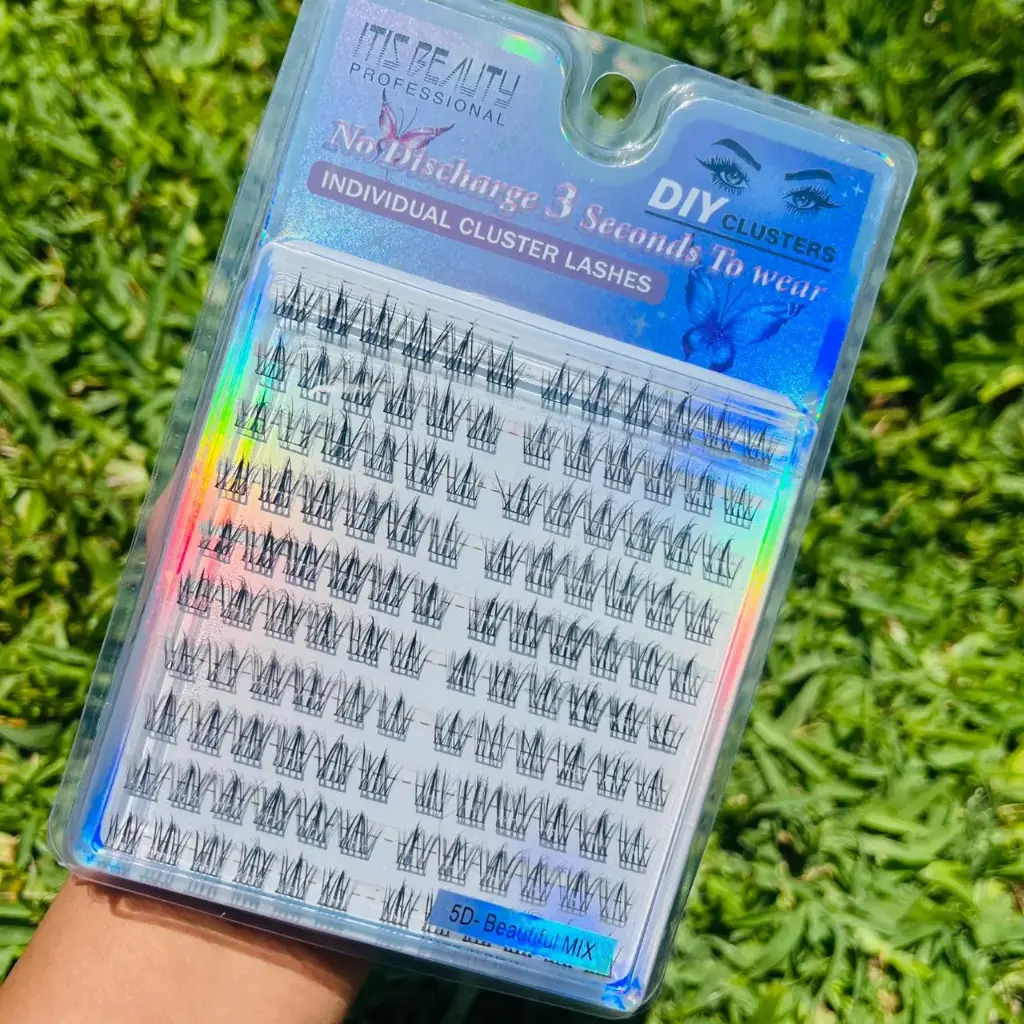 ITIS BEAUTY
PROFESSIONAL
No Discharge 3 Seconds To wear
INDIVIDUAL CLUSTER LASHES
DIY CLUSTERS
5D- Beautiful MIX